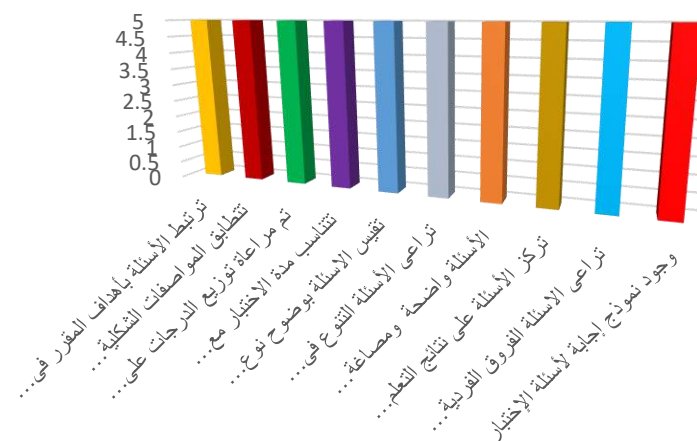 5
4.5
4
3.5
3
2.5
2
1.5
1
0.5
0
ترتبط الأسئلة بأهداف المقرر في...
تتطابق المواصفات الشكلية...
تم مراعاة توزيع الدرجات على...
تتناسب مدة الاختبار مع...
تقيس الاسئلة بوضوح نوع...
تراعى الأسئلة التنوع في...
الأسئلة واضحة ومصاغة...
تركز الأسئلة على نتائج التعلم...
تراعى الاسئلة الفروق الفردية...
وجود نموذج إجابة لأسئلة الإختبار